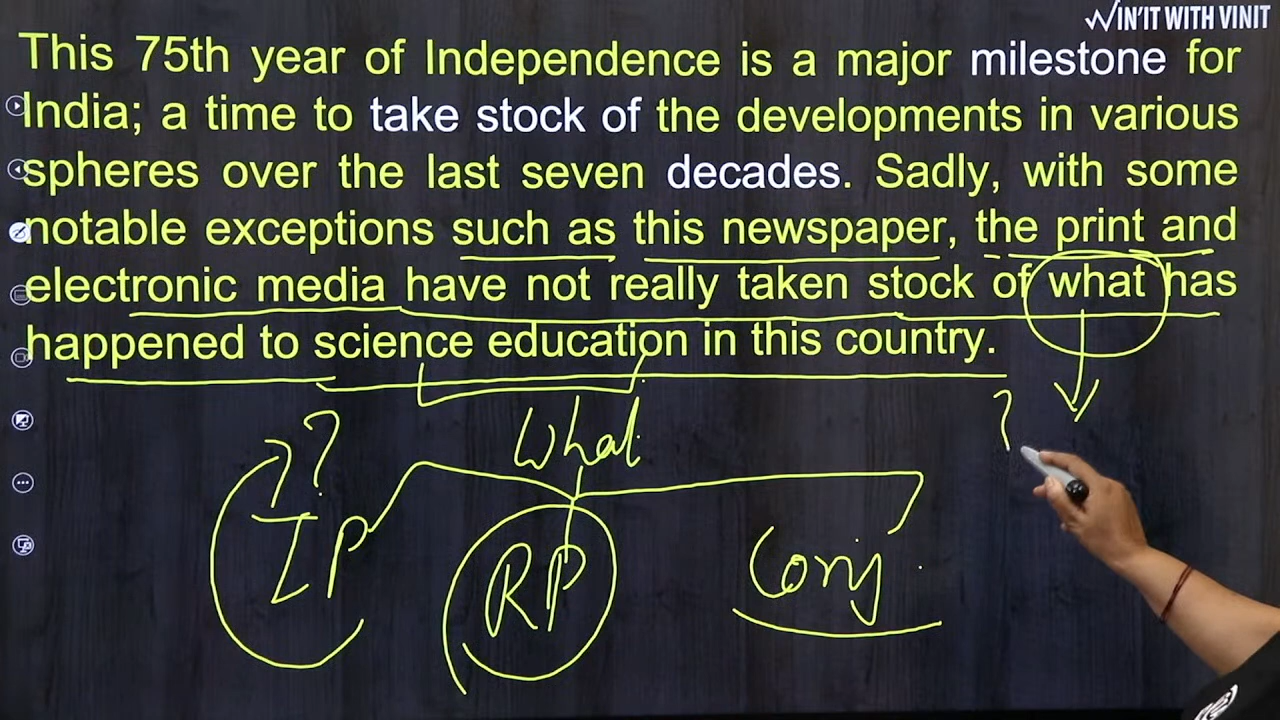 WIN'IT WITH VINIT
This 75th year of Independence is a major milestone for
India; a time to take stock of the developments in various
spheres over the last seven decades. Sadly, with some
notable exceptions such as this newspaper, the print and
electronic media have not really taken stock of what has
happened to science education in this country.
?
?
What
IP
RP
Conj